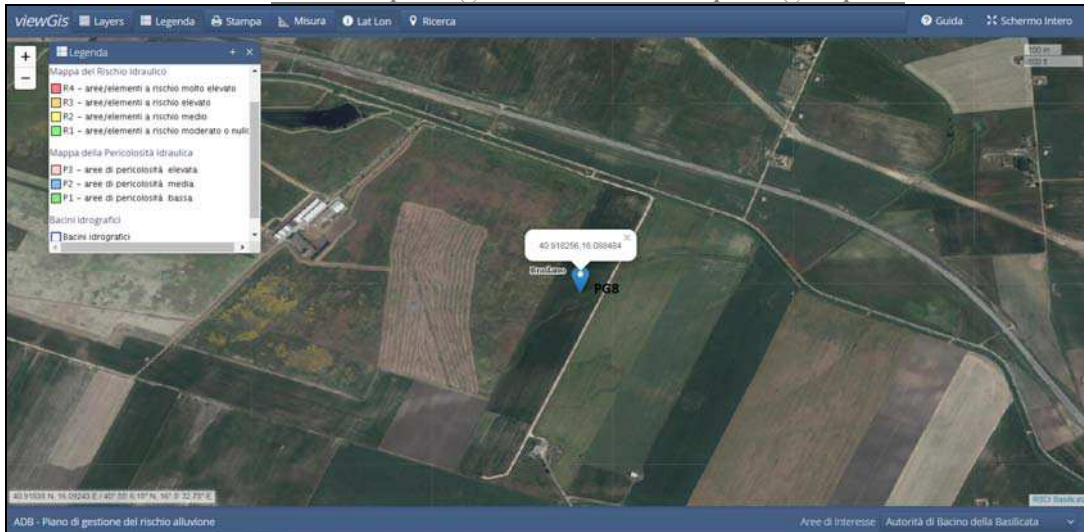 viewGis Layers Legenda Stampa Misura Lat Lon Ricerca Guida Schermo Intero
Legenda + ×
100 m
Mappa del Rischio Idraulico
R4 - aree/elementi a rischio molto elevato
R3 - aree/elementi a rischio elevato
R2 - aree/elementi a rischio medio
R1 - aree/elementi a rischio moderato o nullo
Mappa della Pericolosità Idraulica
P3 - aree di pericolosità elevata
P2 - aree di pericolosità media
P1 - aree di pericolosità bassa
Bacini idrografici
Bacini idrografici
40.918256,16.088484
PG8
RSDI Basilicata
ADB - Piano di gestione del rischio alluvione
Aree di Interesse Autorità di Bacino della Basilicata